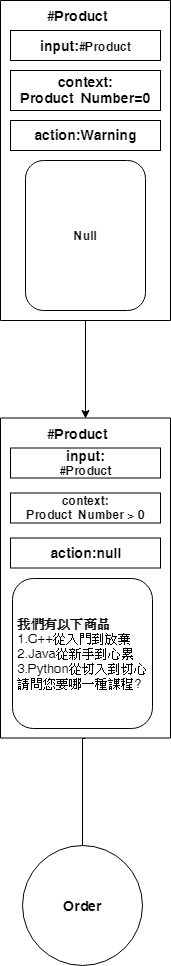 #Product
input:#Product
context:
Product Number=0
action:Warning
Null
#Product
input:
#Product
context:
Product Number > 0
action:null
我們有以下商品
1.C++從入門到放棄
2.Java從新手到心累
3.Python從切入到切心
請問您要哪一種課程?
Order